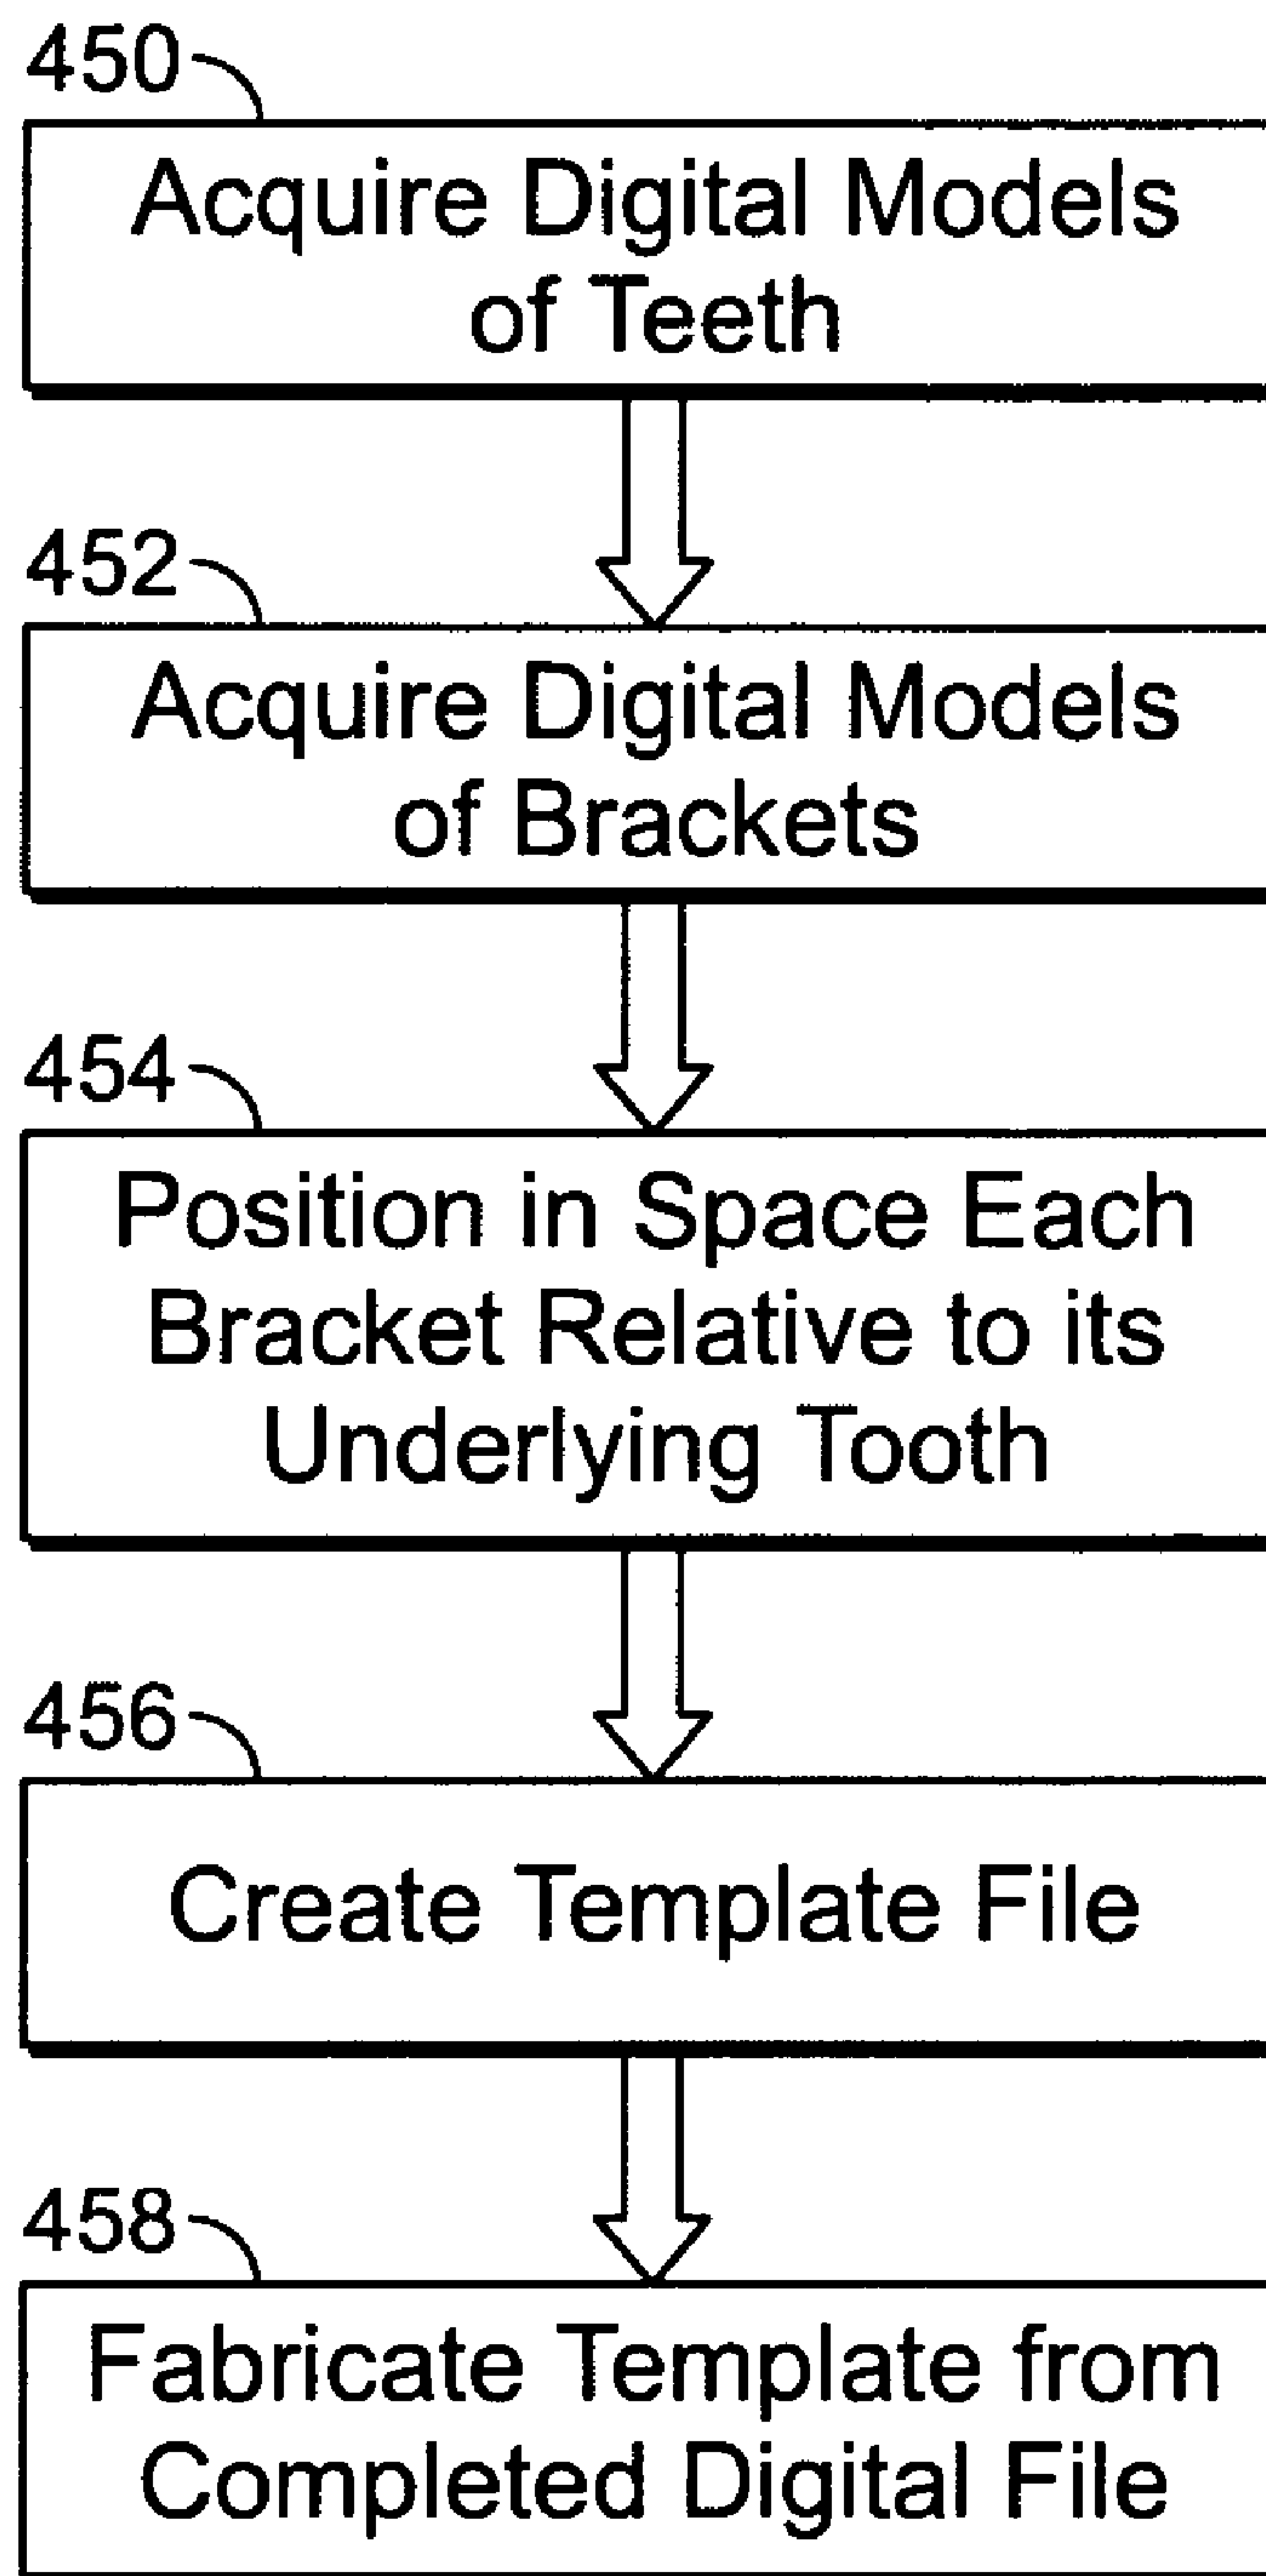 450
Acquire Digital Models
of Teeth
452
Acquire Digital Models
of Brackets
454
Position in Space Each
Bracket Relative to its
Underlying Tooth
456
Create Template File
458
Fabricate Template from
Completed Digital File